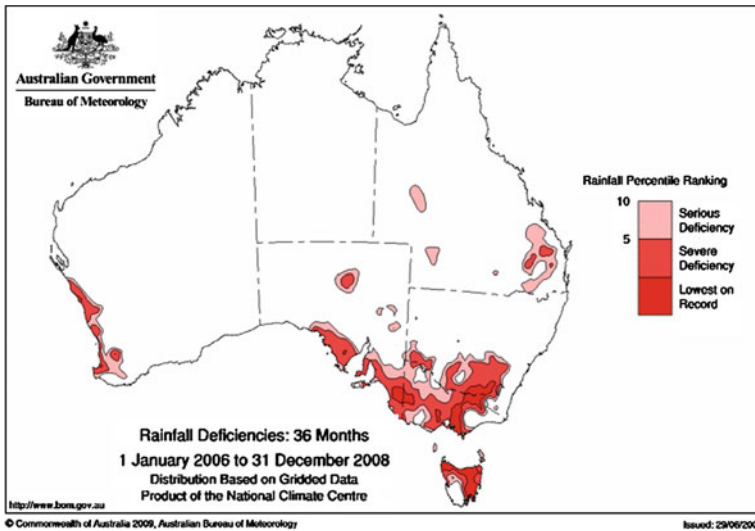 Australian Government
Bureau of Meteorology
Rainfall Percentile Ranking
10
Serious
Deficiency
5
Severe
Deficiency
Lowest on
Record
Rainfall Deficiencies: 36 Months
1 January 2006 to 31 December 2008
Distribution Based on Gridded Data
Product of the National Climate Centre
http://www.bom.gov.au
© Commonwealth of Australia 2009, Australian Bureau of Meteorology
Issued: